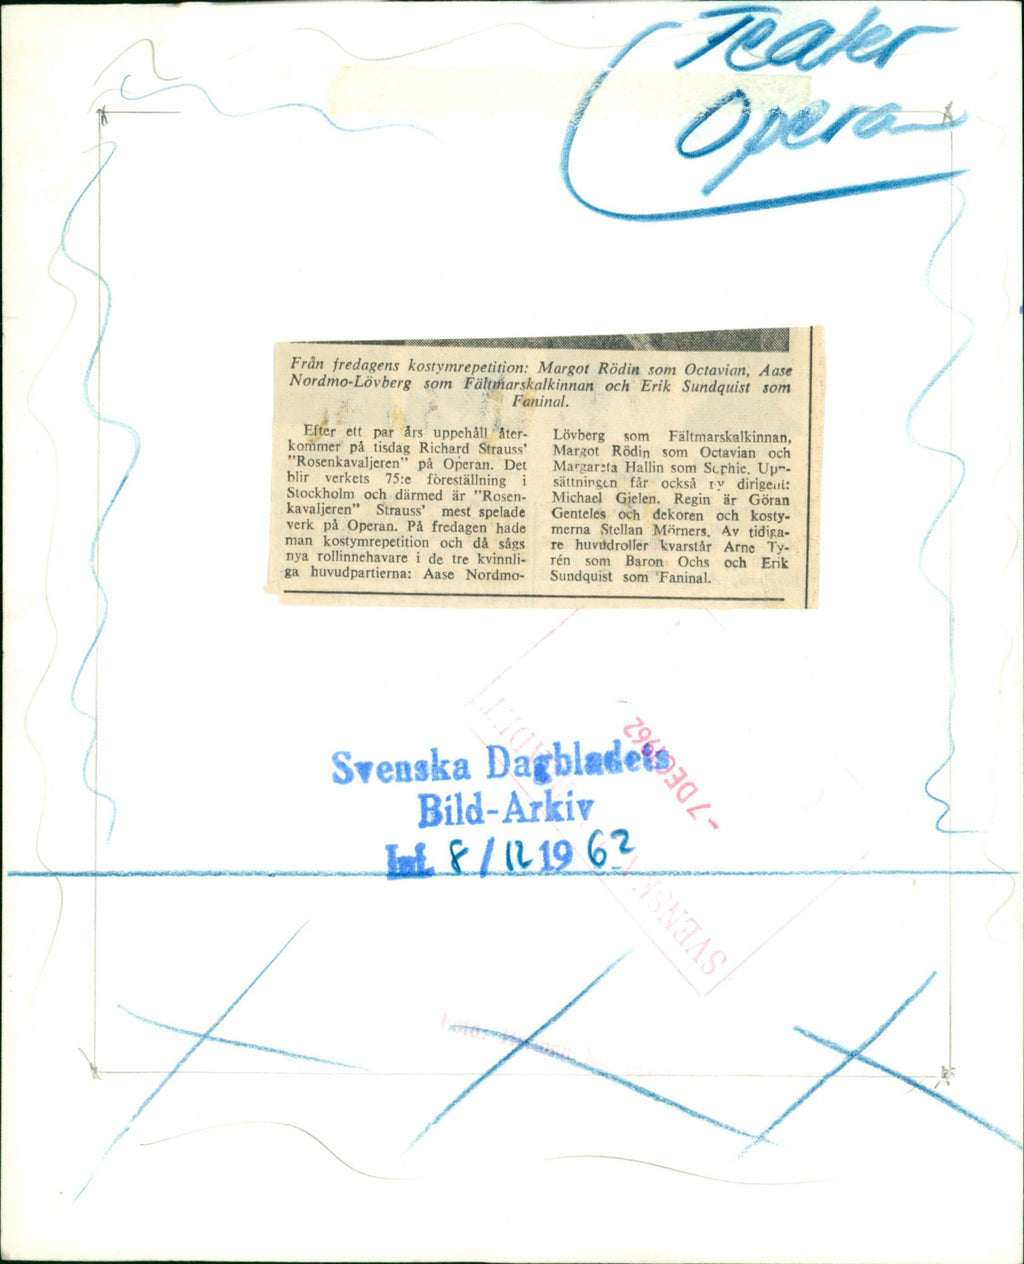 Teater
Opera
Från fredagens kostymrepetition: Margot Rödin som Octavian, Aase
Nordmo-Lövberg som Fältmarskalkinnan och Erik Sundquist som
Faninal.
Efter ett par års uppehåll åter-
kommer på tisdag Richard Strauss'
"Rosenkavaljeren" på Operan. Det
blir verkets 75:e föreställning i
Stockholm och därmed är "Rosen-
kavaljeren" Strauss' mest spelade
verk på Operan. På fredagen hade
man kostymrepetition och då sågs
nya rollinnehavare i de tre kvinnli-
ga huvudpartierna: Aase Nordmo-
Lövberg som Fältmarskalkinnan,
Margot Rödin som Octavian och
Margareta Hallin som Sophie. Upp-
sättningen får också ny dirigent:
Michael Gielen. Regin är Göran
Genteles och dekoren och kosty-
merna Stellan Mörners. Av tidiga-
re huvudroller kvarstår Arne Ty-
rén som Baron Ochs och Erik
Sundquist som Faninal.
-7 DEC 1962
Svenska Dagbladets
Bild-Arkiv
Inf. 8/12 1962
SVENSKA
Foto: